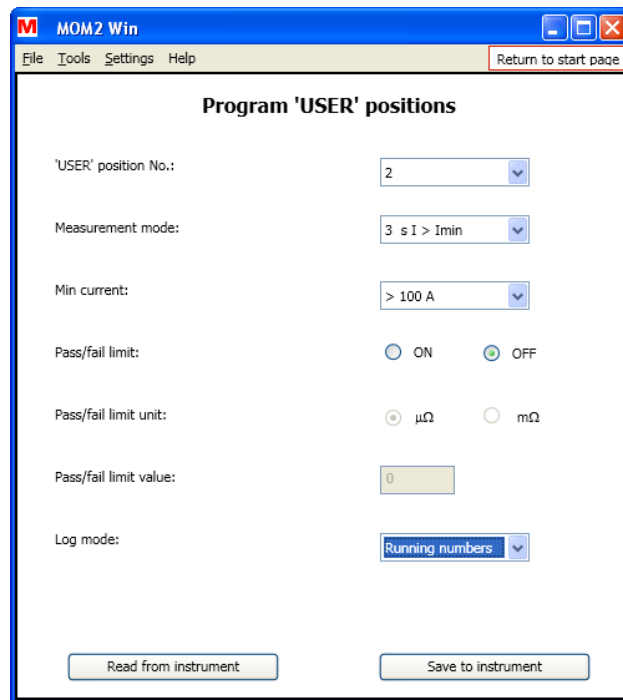 M MOM2 Win
File Tools Settings Help Return to start page
Program 'USER' positions
'USER' position No.: 2
Measurement mode: 3 s I > Imin
Min current: > 100 A
Pass/fail limit: ON OFF
Pass/fail limit unit: µΩ mΩ
Pass/fail limit value: 0
Log mode: Running numbers
Read from instrument Save to instrument